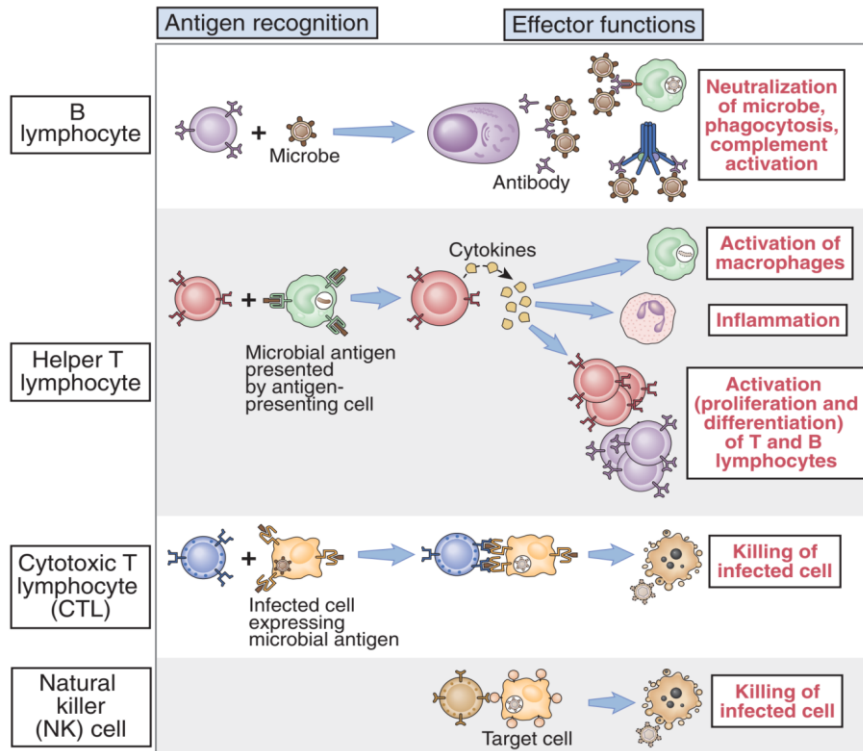 Antigen recognition
Effector functions
B
lymphocyte
+
Microbe
Antibody
Neutralization
of microbe,
phagocytosis,
complement
activation
Helper T
lymphocyte
+
Microbial antigen
presented
by antigen-
presenting cell
Cytokines
Activation of
macrophages
Inflammation
Activation
(proliferation and
differentiation)
of T and B
lymphocytes
Cytotoxic T
lymphocyte
(CTL)
+
Infected cell
expressing
microbial antigen
Killing of
infected cell
Natural
killer
(NK) cell
Target cell
Killing of
infected cell